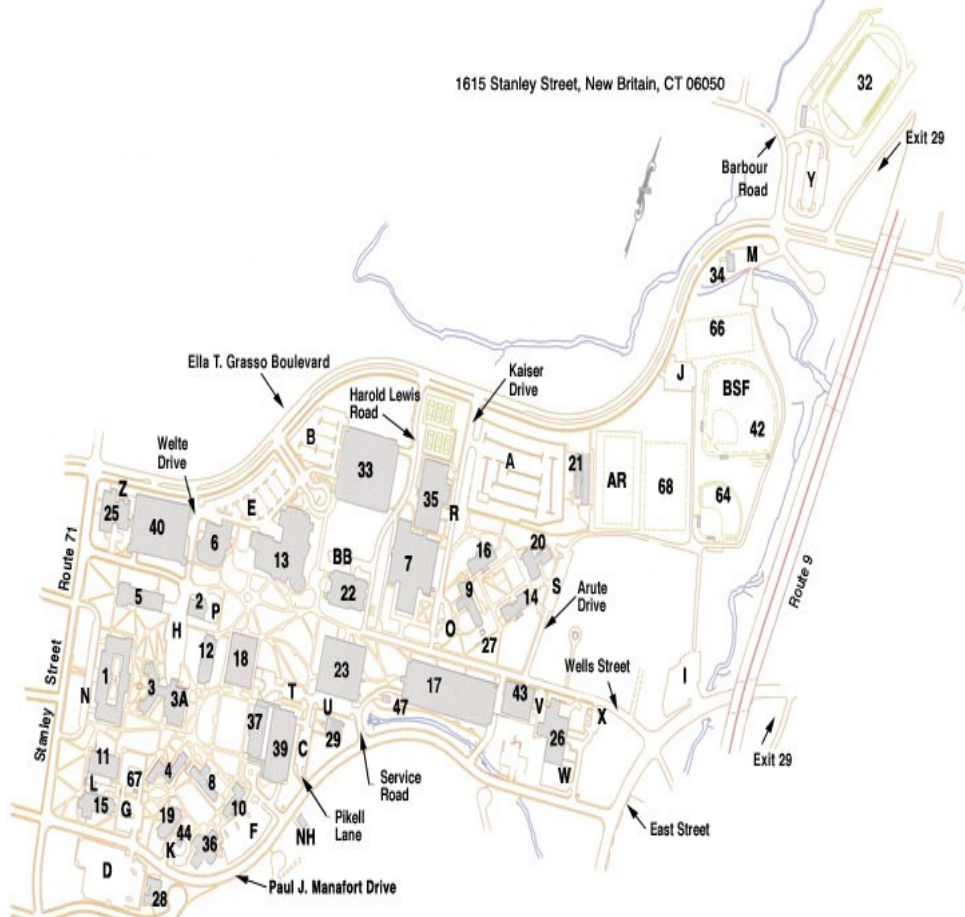 1615 Stanley Street, New Britain, CT 06050
32
Exit 29
Barbour
Road
Y
M
34
66
Ella T. Grasso Boulevard
Kaiser
Drive
J
BSF
Harold Lewis
Road
42
B
Welte
Drive
33
A
21
AR
68
64
Z
25
40
E
35
R
6
13
7
BB
16
20
Route 71
5
22
9
14
S
Arute
Drive
Route 9
2
P
H
O
27
12
18
23
Wells Street
Street
1
N
3
3A
T
U
17
47
43
V
X
I
37
39
C
29
26
Stanley
11
67
4
8
L
15
G
10
W
Exit 29
Service
Road
19
44
K
36
F
NH
Pikell
Lane
East Street
D
28
Paul J. Manafort Drive